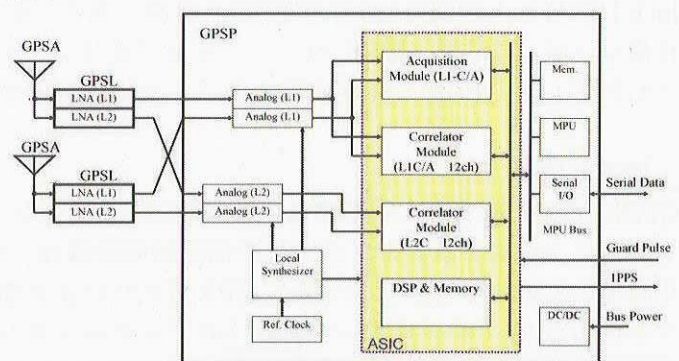 GPSP
GPSA
GPSL
LNA (L1)
LNA (L2)
GPSA
GPSL
LNA (L1)
LNA (L2)
Analog (L1)
Analog (L1)
Analog (L2)
Analog (L2)
Local
Synthesizer
Ref. Clock
Acquisition
Module (L1-C/A)
Correlator
Module
(L1C/A 12ch)
Correlator
Module
(L2C 12ch)
DSP & Memory
ASIC
Mem.
MPU
Serial
I/O
MPU Bus
DC/DC
Serial Data
Guard Pulse
1PPS
Bus Power